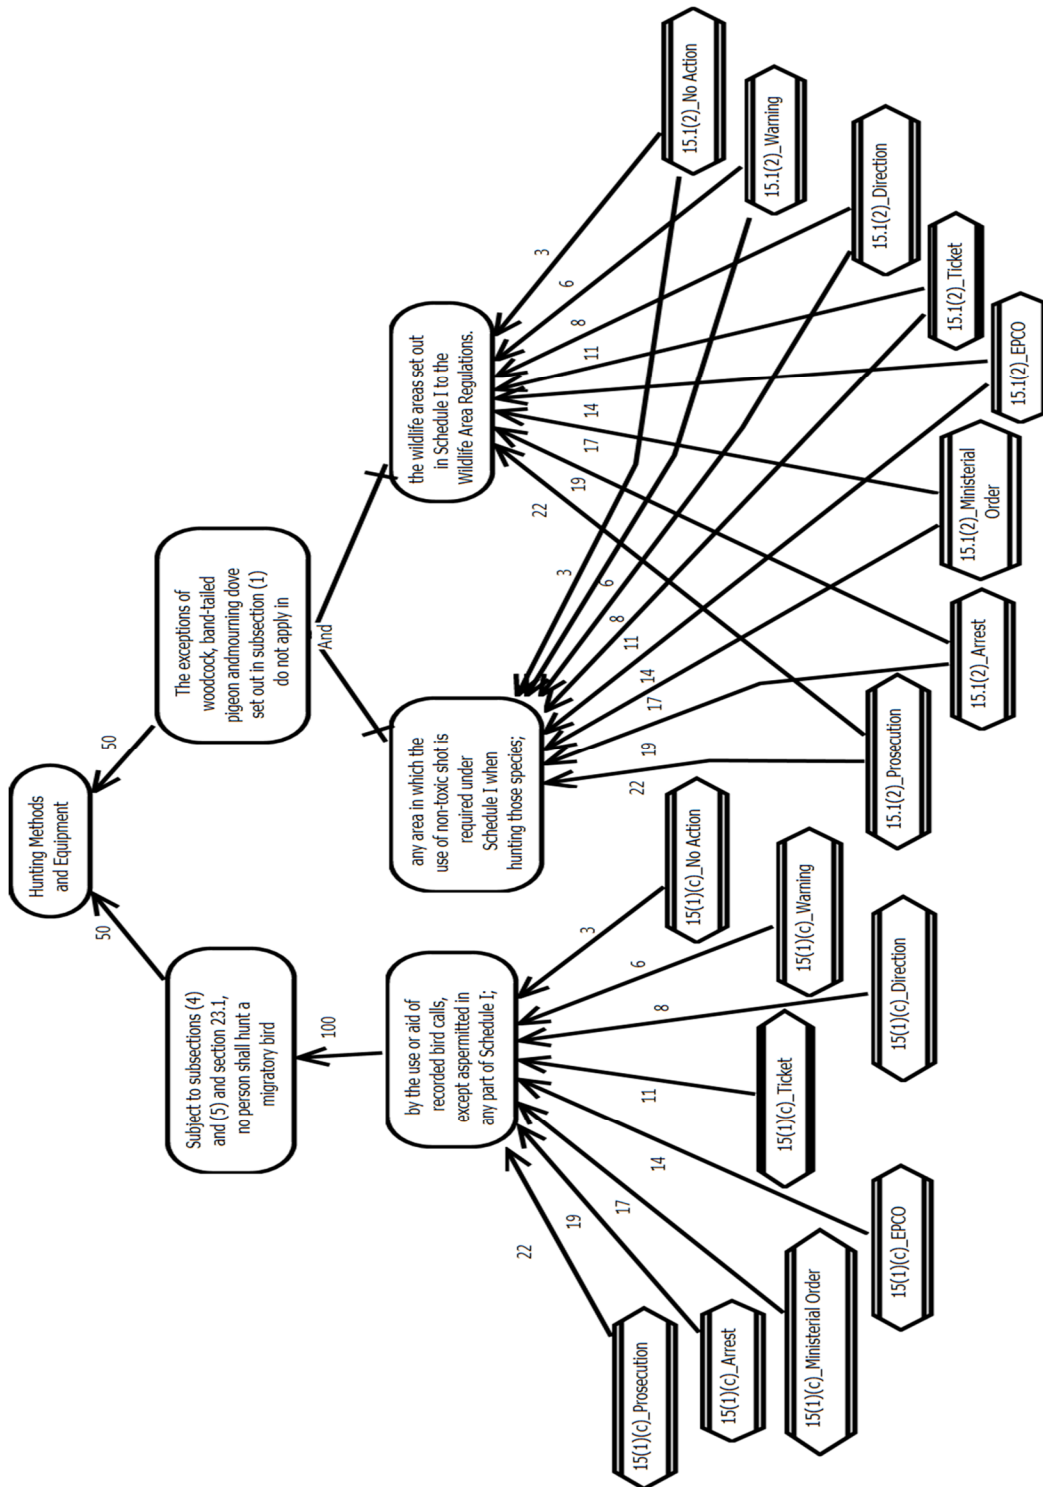 Hunting Methods
and Equipment
50
50
Subject to subsections (4)
and (5) and section 23.1,
no person shall hunt a
migratory bird
The exceptions of
woodcock, band-tailed
pigeon andmourning dove
set out in subsection (1)
do not apply in
100
And
by the use or aid of
recorded bird calls,
except aspermitted in
any part of Schedule I;
any area in which the
use of non-toxic shot is
required under
Schedule I when
hunting those species;
the wildlife areas set out
in Schedule I to the
Wildlife Area Regulations.
22
19
17
14
11
8
6
3
22
19
17
14
11
8
6
3
22
19
17
14
11
8
6
3
15(1)(c)_Prosecution
15(1)(c)_Arrest
15(1)(c)_Ministerial Order
15(1)(c)_EPCO
15(1)(c)_Ticket
15(1)(c)_Direction
15(1)(c)_Warning
15(1)(c)_No Action
15.1(2)_Prosecution
15.1(2)_Arrest
15.1(2)_Ministerial
Order
15.1(2)_EPCO
15.1(2)_Ticket
15.1(2)_Direction
15.1(2)_Warning
15.1(2)_No Action